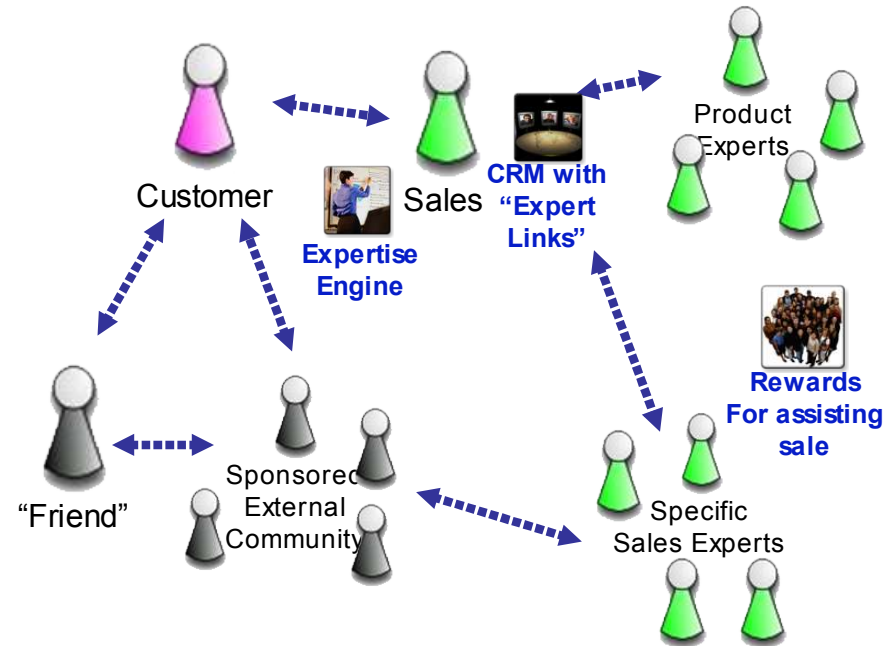 Customer
Sales
Expertise
Engine
CRM with
“Expert
Links”
Product
Experts
Rewards
For assisting
sale
“Friend”
Sponsored
External
Community
Specific
Sales Experts